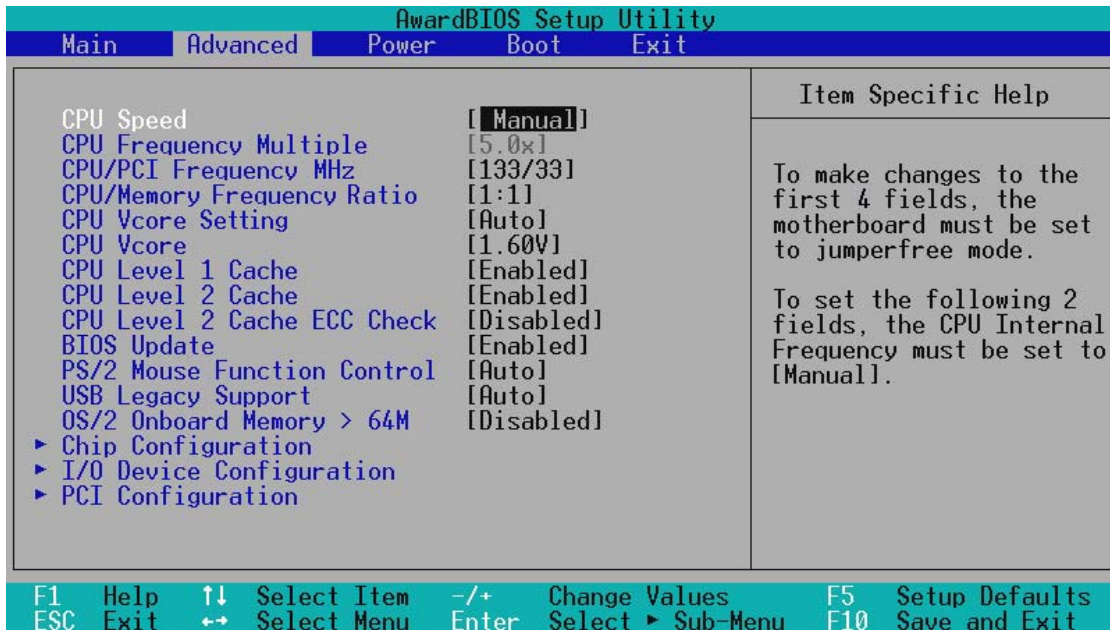 AwardBIOS Setup Utility
Main Advanced Power Boot Exit
Item Specific Help
CPU Speed [ Manual]
CPU Frequency Multiple [5.0x]
CPU/PCI Frequency MHz [133/33]
CPU/Memory Frequency Ratio [1:1]
CPU Vcore Setting [Auto]
CPU Vcore [1.60V]
CPU Level 1 Cache [Enabled]
CPU Level 2 Cache [Enabled]
CPU Level 2 Cache ECC Check [Disabled]
BIOS Update [Enabled]
PS/2 Mouse Function Control [Auto]
USB Legacy Support [Auto]
OS/2 Onboard Memory > 64M [Disabled]
► Chip Configuration
► I/O Device Configuration
► PCI Configuration
To make changes to the
first 4 fields, the
motherboard must be set
to jumperfree mode.
To set the following 2
fields, the CPU Internal
Frequency must be set to
[Manual].
F1 Help ↑↓ Select Item -/+ Change Values F5 Setup Defaults
ESC Exit ←→ Select Menu Enter Select ► Sub-Menu F10 Save and Exit